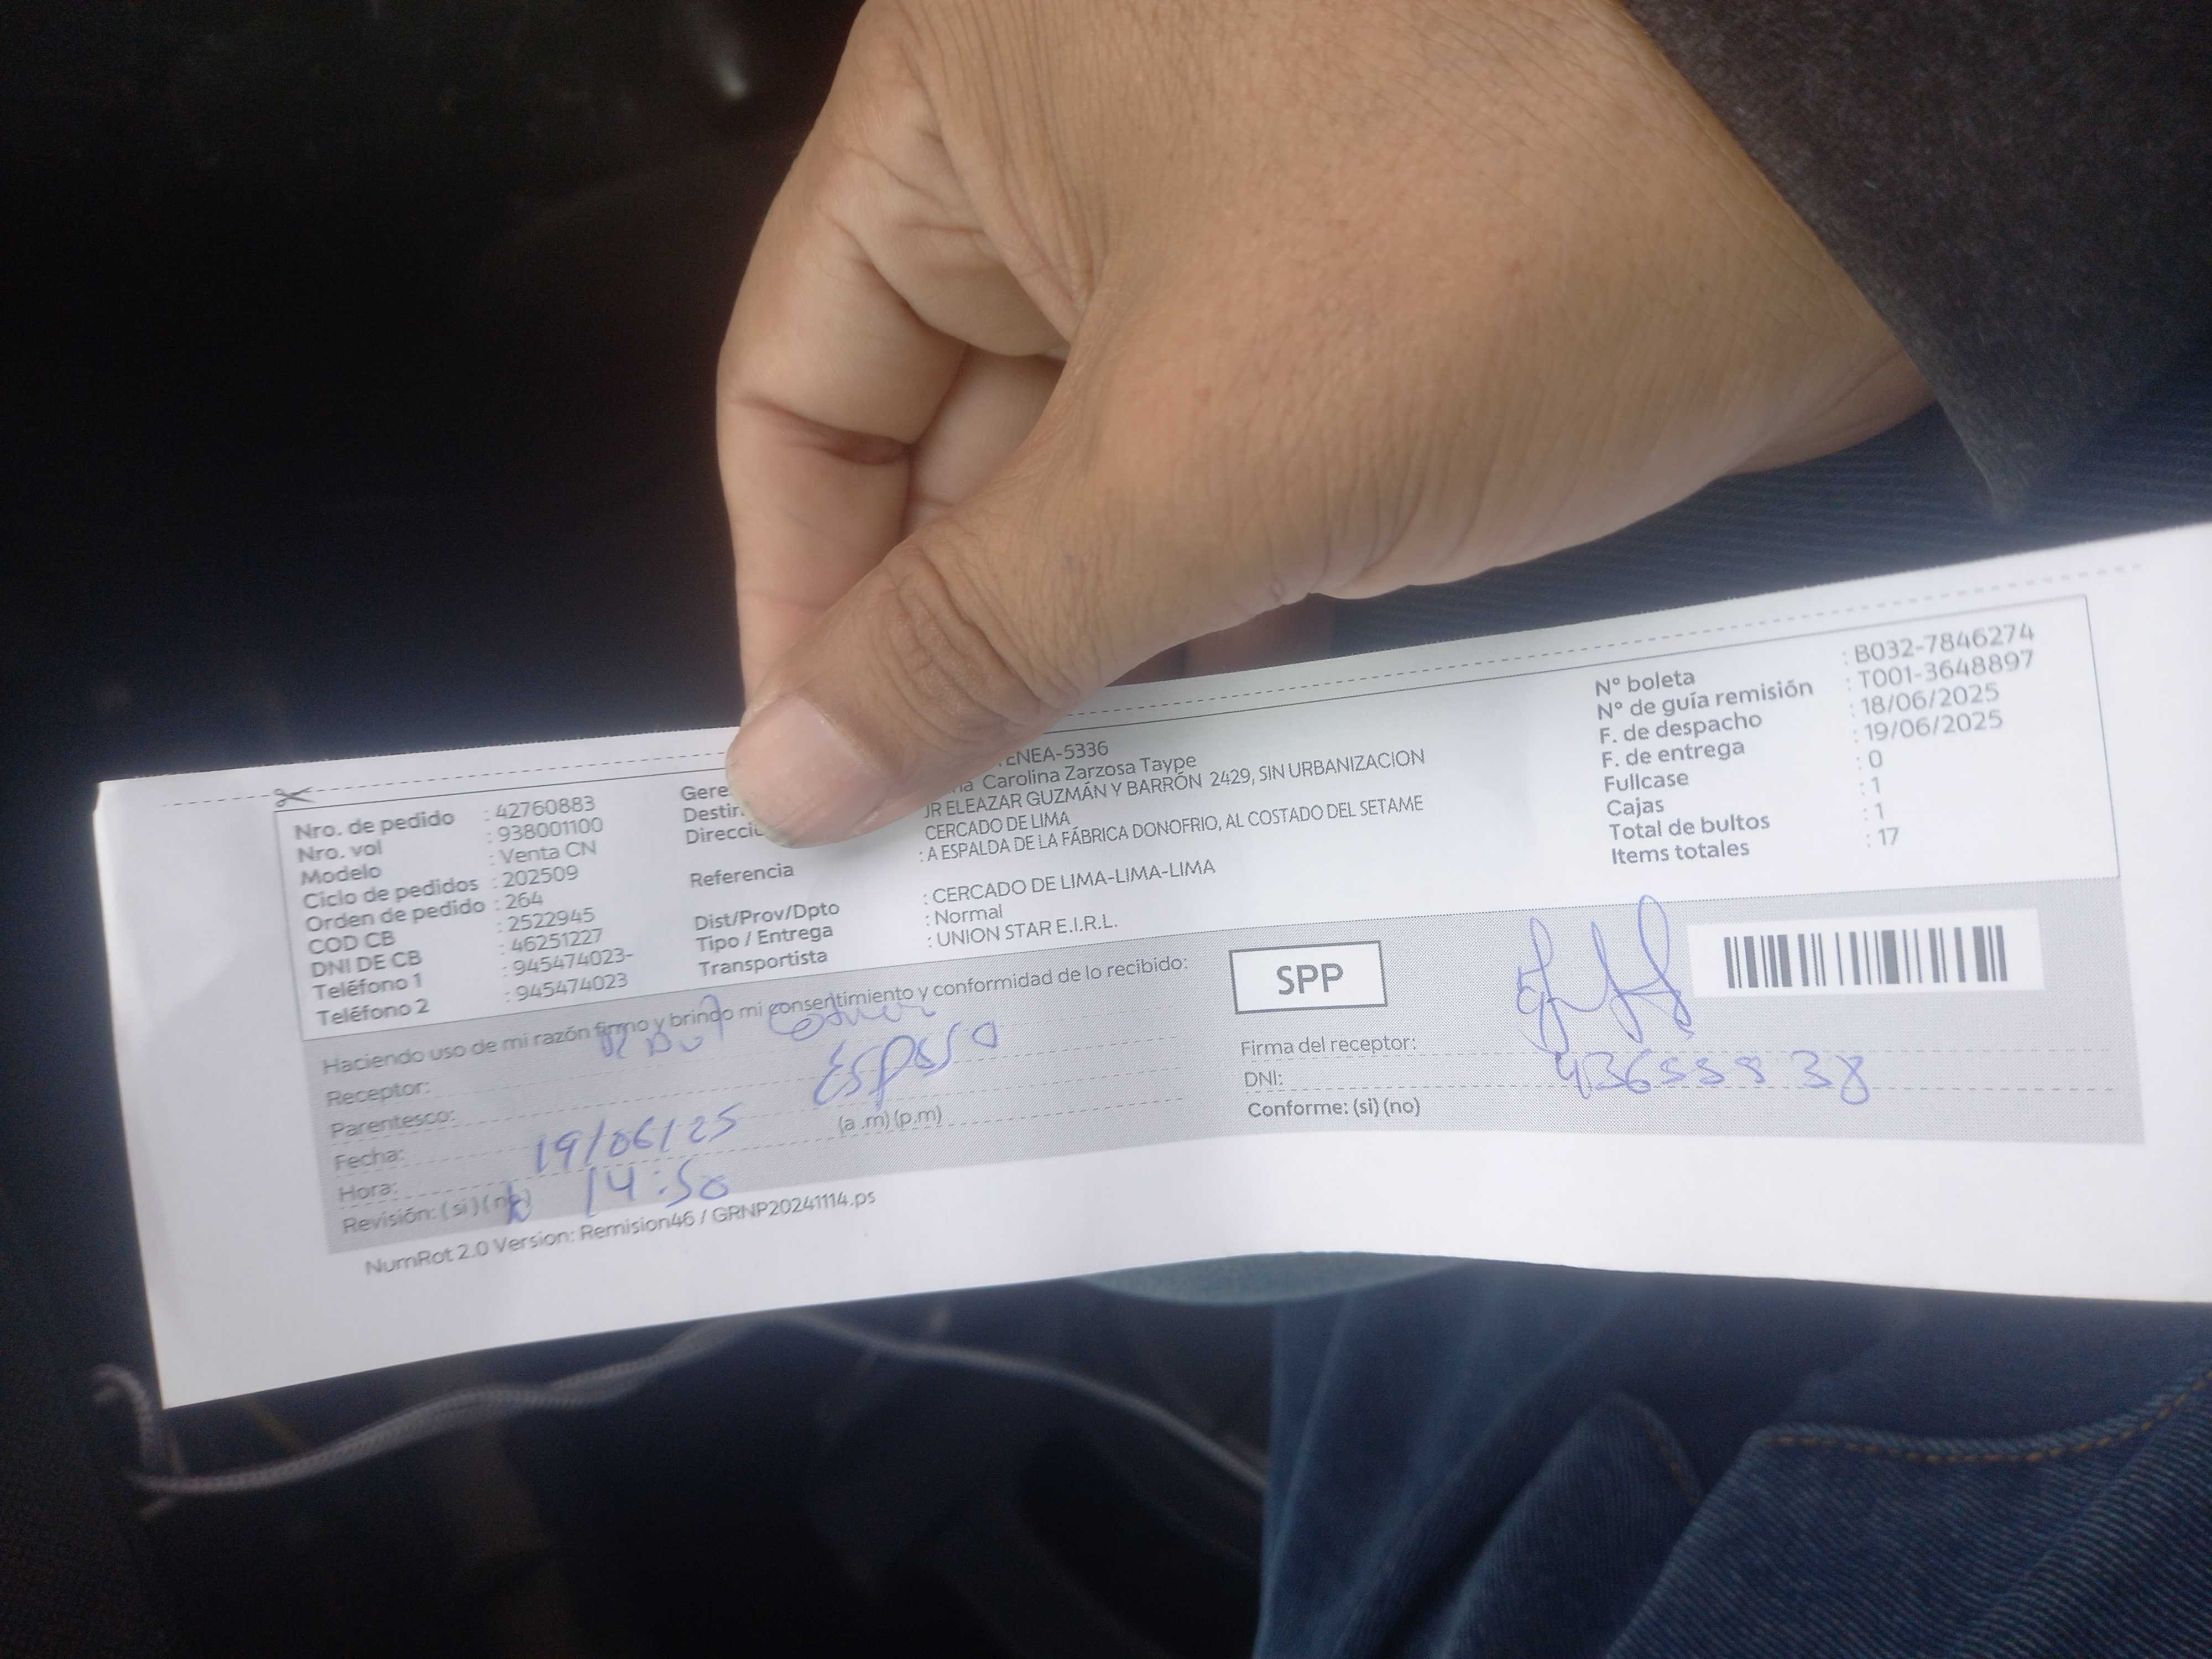 Nro. de pedido : 42760883
Nro. vol : 938001100
Modelo : Venta CN
Ciclo de pedidos : 202509
Orden de pedido : 264
COD CB : 2522945
DNI DE CB : 46251227
Teléfono 1 : 945474023-
Teléfono 2 : 945474023
Gere ENEA-5336
Destin Carolina Zarzosa Taype
Direcci JR ELEAZAR GUZMÁN Y BARRÓN 2429, SIN URBANIZACION
CERCADO DE LIMA
Referencia : A ESPALDA DE LA FÁBRICA DONOFRIO, AL COSTADO DEL SETAME
Dist/Prov/Dpto : CERCADO DE LIMA-LIMA-LIMA
Tipo / Entrega : Normal
Transportista : UNION STAR E.I.R.L.
Nº boleta : B032-7846274
Nº de guía remisión : T001-3648897
F. de despacho : 18/06/2025
F. de entrega : 19/06/2025
Fullcase : 0
Cajas : 1
Total de bultos : 1
Items totales : 17
Haciendo uso de mi razón firmo y brindo mi consentimiento y conformidad de lo recibido:
Receptor:
Parentesco: Esposo
Fecha: 19/06/25
Hora: 14:50 (a .m) (p.m)
Revisión: (si) (no)
SPP
Firma del receptor:
DNI:
Conforme: (si) (no)
NumRot 2.0 Version: Remision46 / GRNP20241114.ps